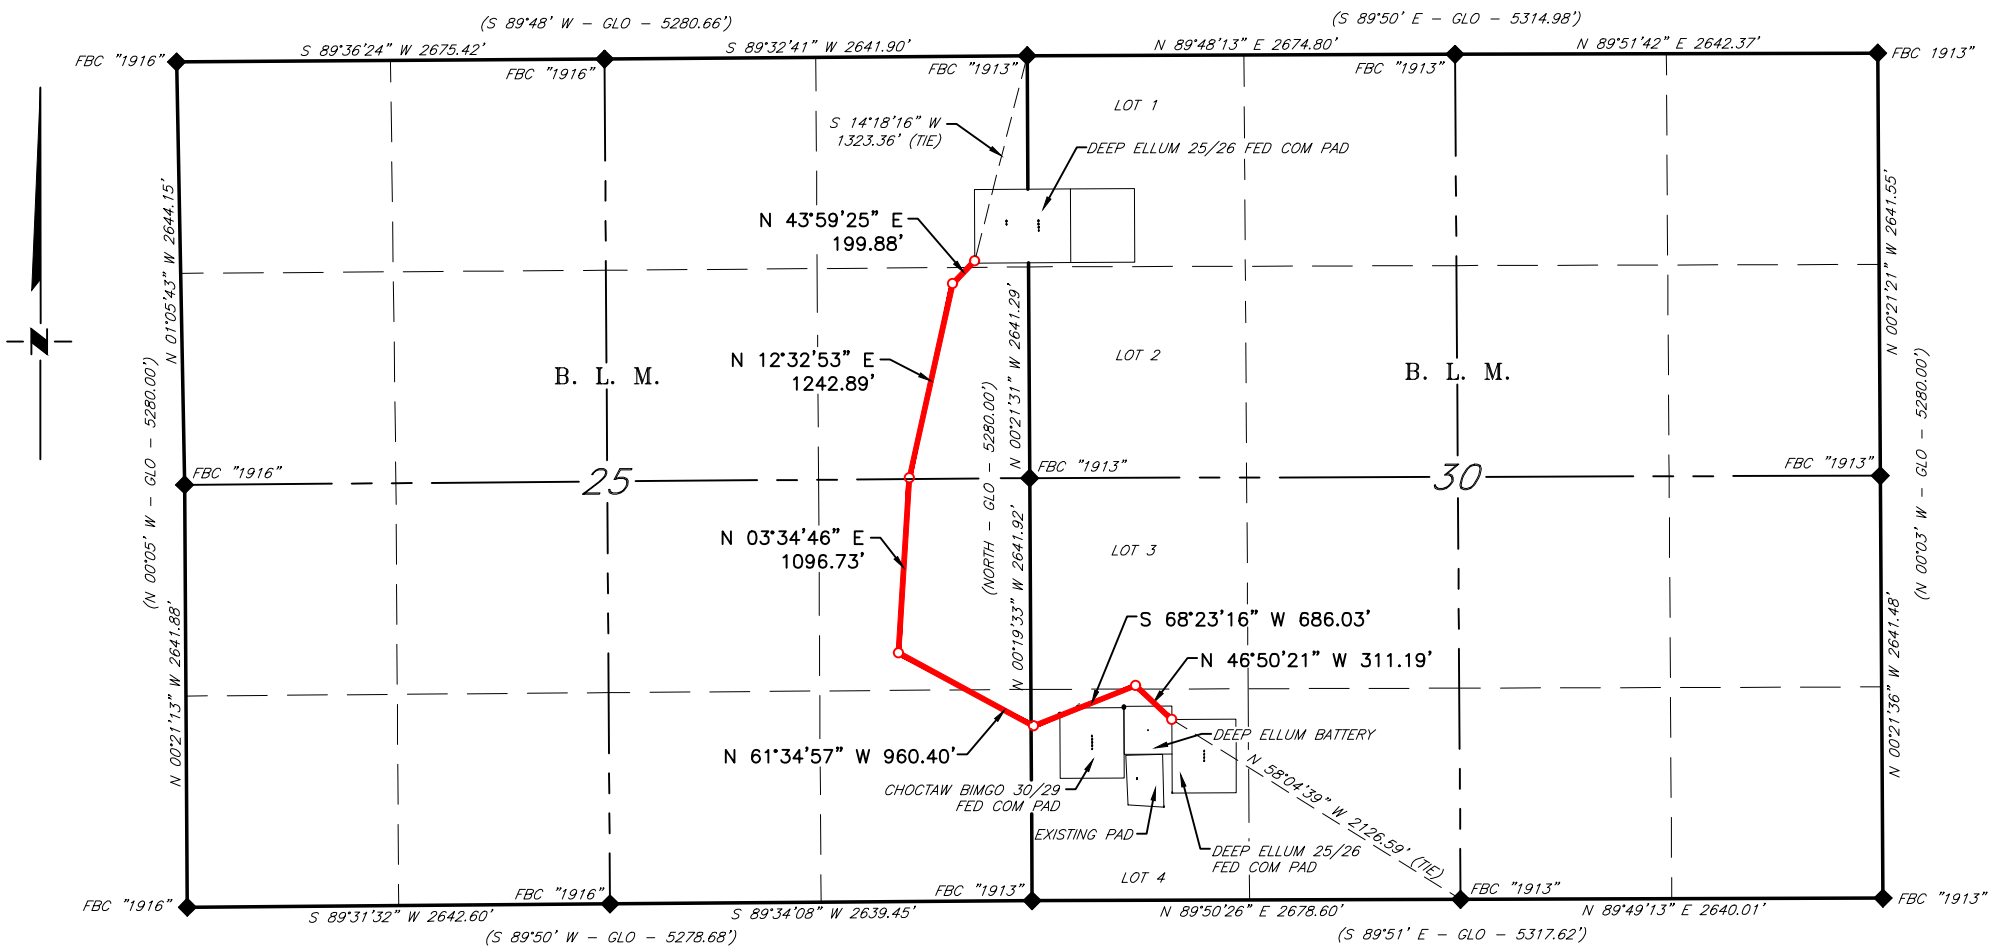 (S 89°48' W – GLO – 5280.66')
(S 89°50' E – GLO – 5314.98')
S 89°36'24" W 2675.42'
S 89°32'41" W 2641.90'
N 89°48'13" E 2674.80'
N 89°51'42" E 2642.37'
FBC "1916"
FBC "1916"
FBC "1913"
FBC "1913"
FBC 1913"
LOT 1
S 14°18'16" W
1323.36' (TIE)
DEEP ELLUM 25/26 FED COM PAD
N 01°05'43" W 2644.15'
N 00°21'21" W 2641.55'
N 43°59'25" E
199.88'
N 00°21'31" W 2641.29'
N
N 12°32'53" E
1242.89'
LOT 2
B. L. M.
B. L. M.
(N 00°05' W – GLO – 5280.00')
(NORTH – GLO – 5280.00')
(N 00°03' W – GLO – 5280.00')
FBC "1916"
25
FBC "1913"
30
FBC "1913"
N 03°34'46" E
1096.73'
LOT 3
N 00°19'33" W 2641.92'
N 00°21'13" W 2641.88'
N 00°21'36" W 2641.48'
S 68°23'16" W 686.03'
N 46°50'21" W 311.19'
N 61°34'57" W 960.40'
DEEP ELLUM BATTERY
N 58°04'39" W 2126.59' (TIE)
CHOCTAW BIMGO 30/29
FED COM PAD
EXISTING PAD
DEEP ELLUM 25/26
FED COM PAD
LOT 4
FBC "1916"
FBC "1916"
FBC "1913"
FBC "1913"
FBC "1913"
S 89°31'32" W 2642.60'
S 89°34'08" W 2639.45'
N 89°50'26" E 2678.60'
N 89°49'13" E 2640.01'
(S 89°50' W – GLO – 5278.68')
(S 89°51' E – GLO – 5317.62')